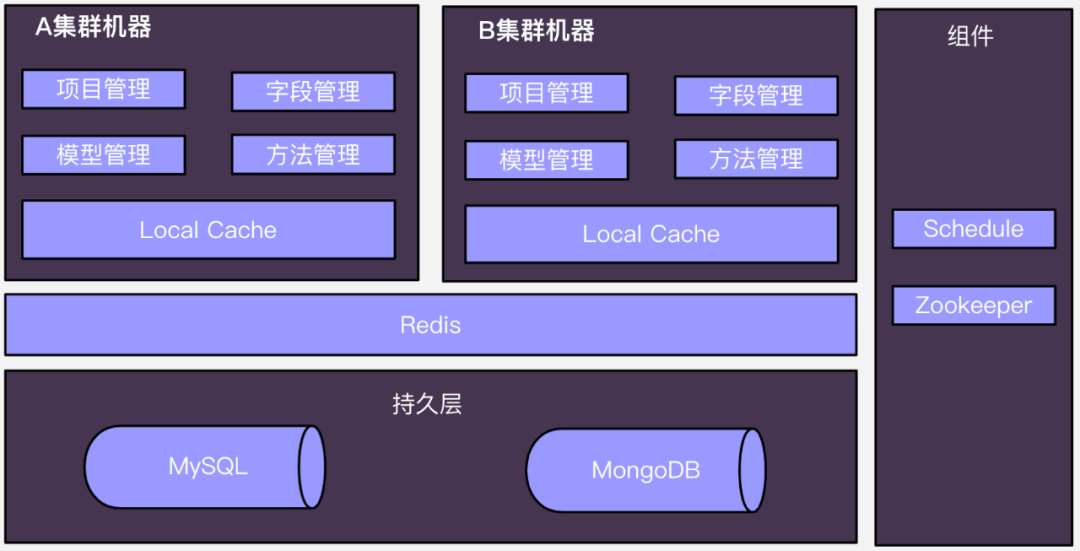 A集群机器
项目管理
字段管理
模型管理
方法管理
Local Cache
B集群机器
项目管理
字段管理
模型管理
方法管理
Local Cache
Redis
持久层
MySQL
MongoDB
组件
Schedule
Zookeeper